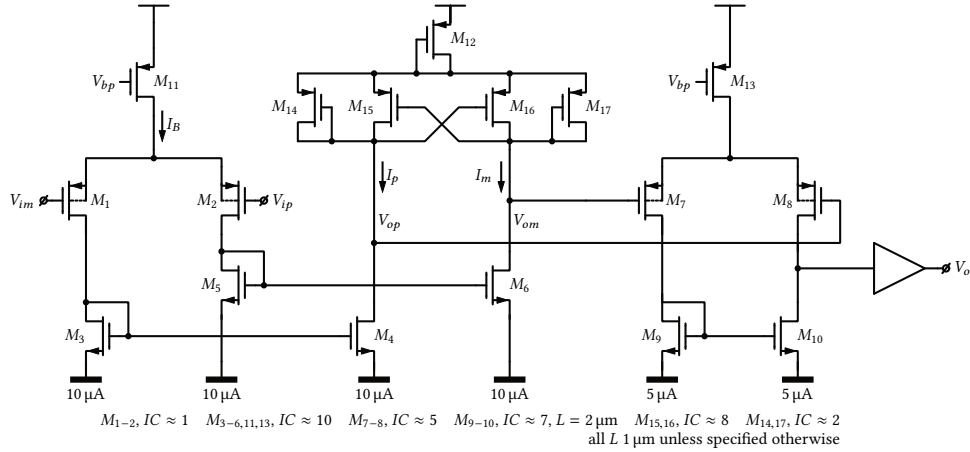 M12
Vbp M11
Vbp M13
M14 M15 M16 M17
IB
Ip Im
Vim M1 M2 Vip
M7 M8
Vop Vom
M5 M6
Vo
M3 M4 M9 M10
10 μA 10 μA 10 μA 10 μA 5 μA 5 μA
M1−2, IC ≈ 1 M3−6,11,13, IC ≈ 10 M7−8, IC ≈ 5 M9−10, IC ≈ 7, L = 2 μm M15,16, IC ≈ 8 M14,17, IC ≈ 2
all L 1 μm unless specified otherwise